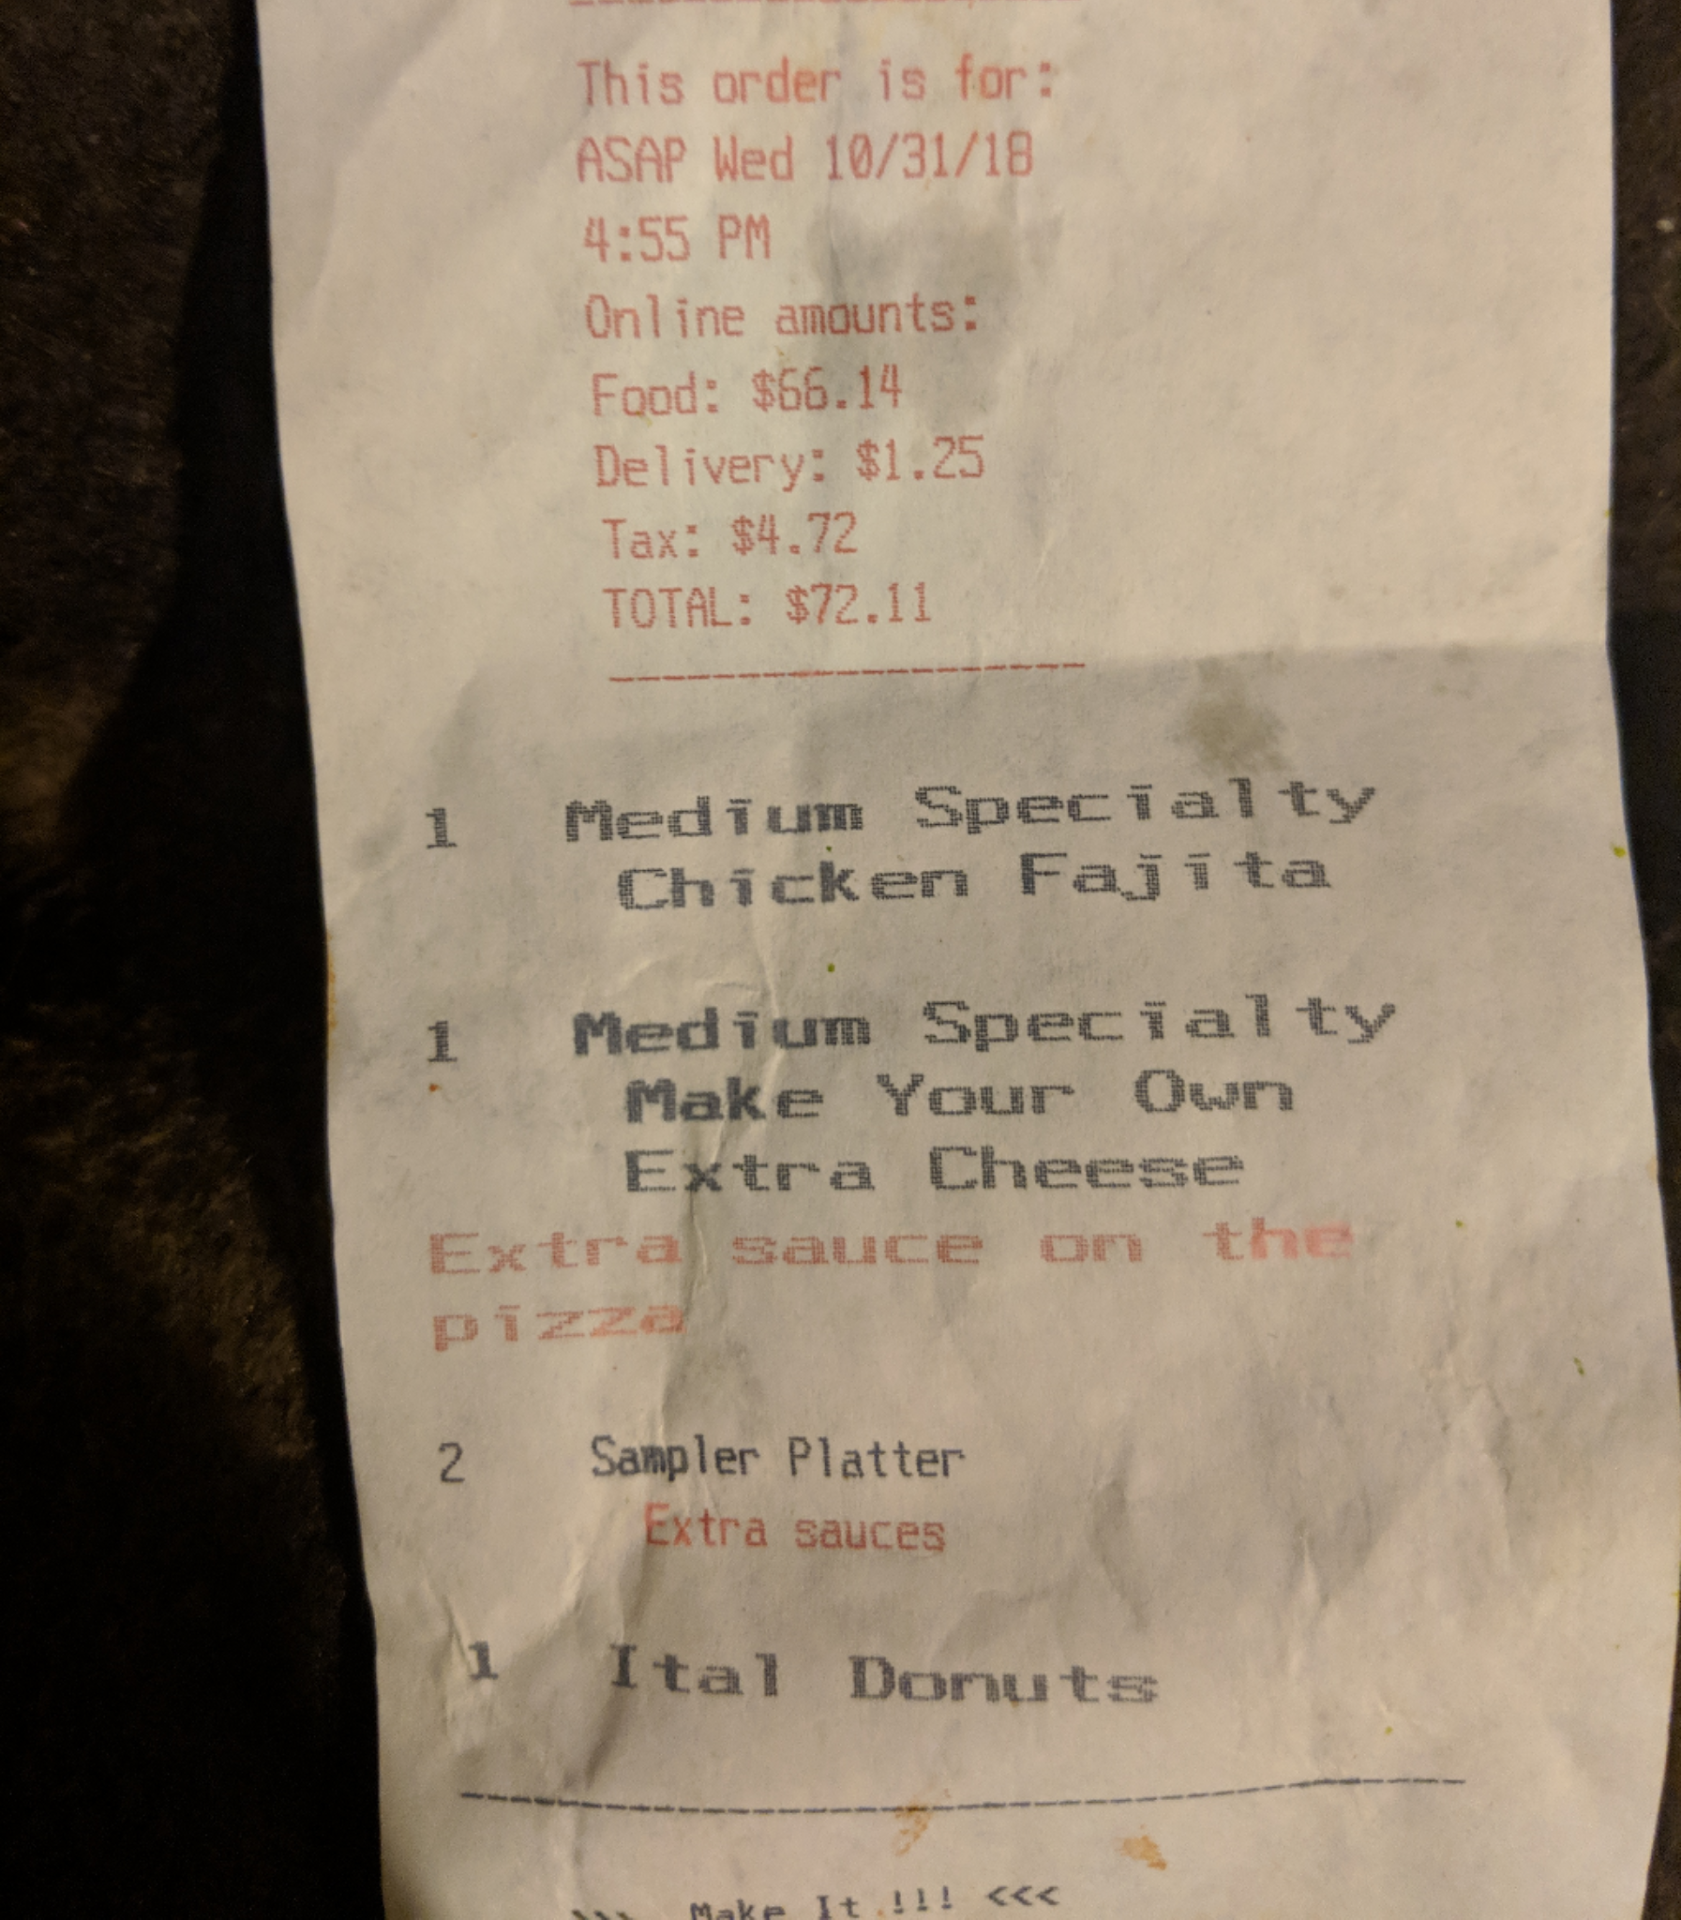 This order is for:
ASAP Wed 10/31/18
4:55 PM
Online amounts:
Food: $66.14
Delivery: $1.25
Tax: $4.72
TOTAL: $72.11
------------------
1 Medium Specialty
Chicken Fajita
1 Medium Specialty
Make Your Own
Extra Cheese
Extra sauce on the
pizza
2 Sampler Platter
Extra sauces
1 Ital Donuts
--------------------------------------
>>> Make It !!! <<<